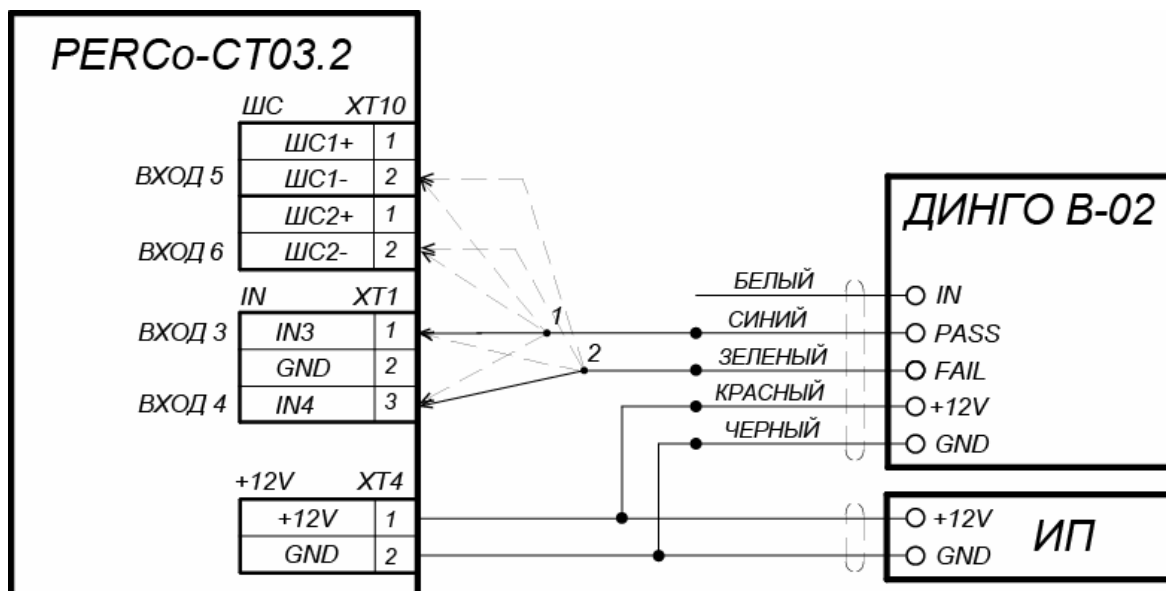 PERCo-CT03.2
ШС XT10
ШС1+ 1
ВХОД 5 ШС1- 2
ШС2+ 1
ВХОД 6 ШС2- 2
IN XT1
ВХОД 3 IN3 1
GND 2
ВХОД 4 IN4 3
+12V XT4
+12V 1
GND 2
1
2
БЕЛЫЙ
СИНИЙ
ЗЕЛЕНЫЙ
КРАСНЫЙ
ЧЕРНЫЙ
ДИНГО В-02
IN
PASS
FAIL
+12V
GND
+12V
GND
ИП